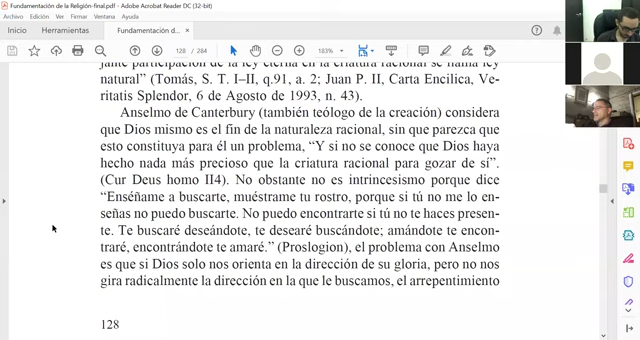 Fundamentación de la Religión-final.pdf - Adobe Acrobat Reader DC (32-bit)
Archivo Edición Ver Firmar Ventana Ayuda
Inicio Herramientas Fundamentación d... ×
128 / 284 183%
jante participación de la ley eterna en la criatura racional se llama ley
natural” (Tomás, S. T. I–II, q.91, a. 2; Juan P. II, Carta Encilica, Ve-
ritatis Splendor, 6 de Agosto de 1993, n. 43).
Anselmo de Canterbury (también teólogo de la creación) considera
que Dios mismo es el fin de la naturaleza racional, sin que parezca que
esto constituya para él un problema, “Y si no se conoce que Dios haya
hecho nada más precioso que la criatura racional para gozar de sí”.
(Cur Deus homo II4). No obstante no es intrincesismo porque dice
“Enséñame a buscarte, muéstrame tu rostro, porque si tú no me lo en-
señas no puedo buscarte. No puedo encontrarte si tú no te haces presen-
te. Te buscaré deseándote, te desearé buscándote; amándote te encon-
traré, encontrándote te amaré.” (Proslogion), el problema con Anselmo
es que si Dios solo nos orienta en la dirección de su gloria, pero no nos
gira radicalmente la dirección en la que le buscamos, el arrepentimiento
128